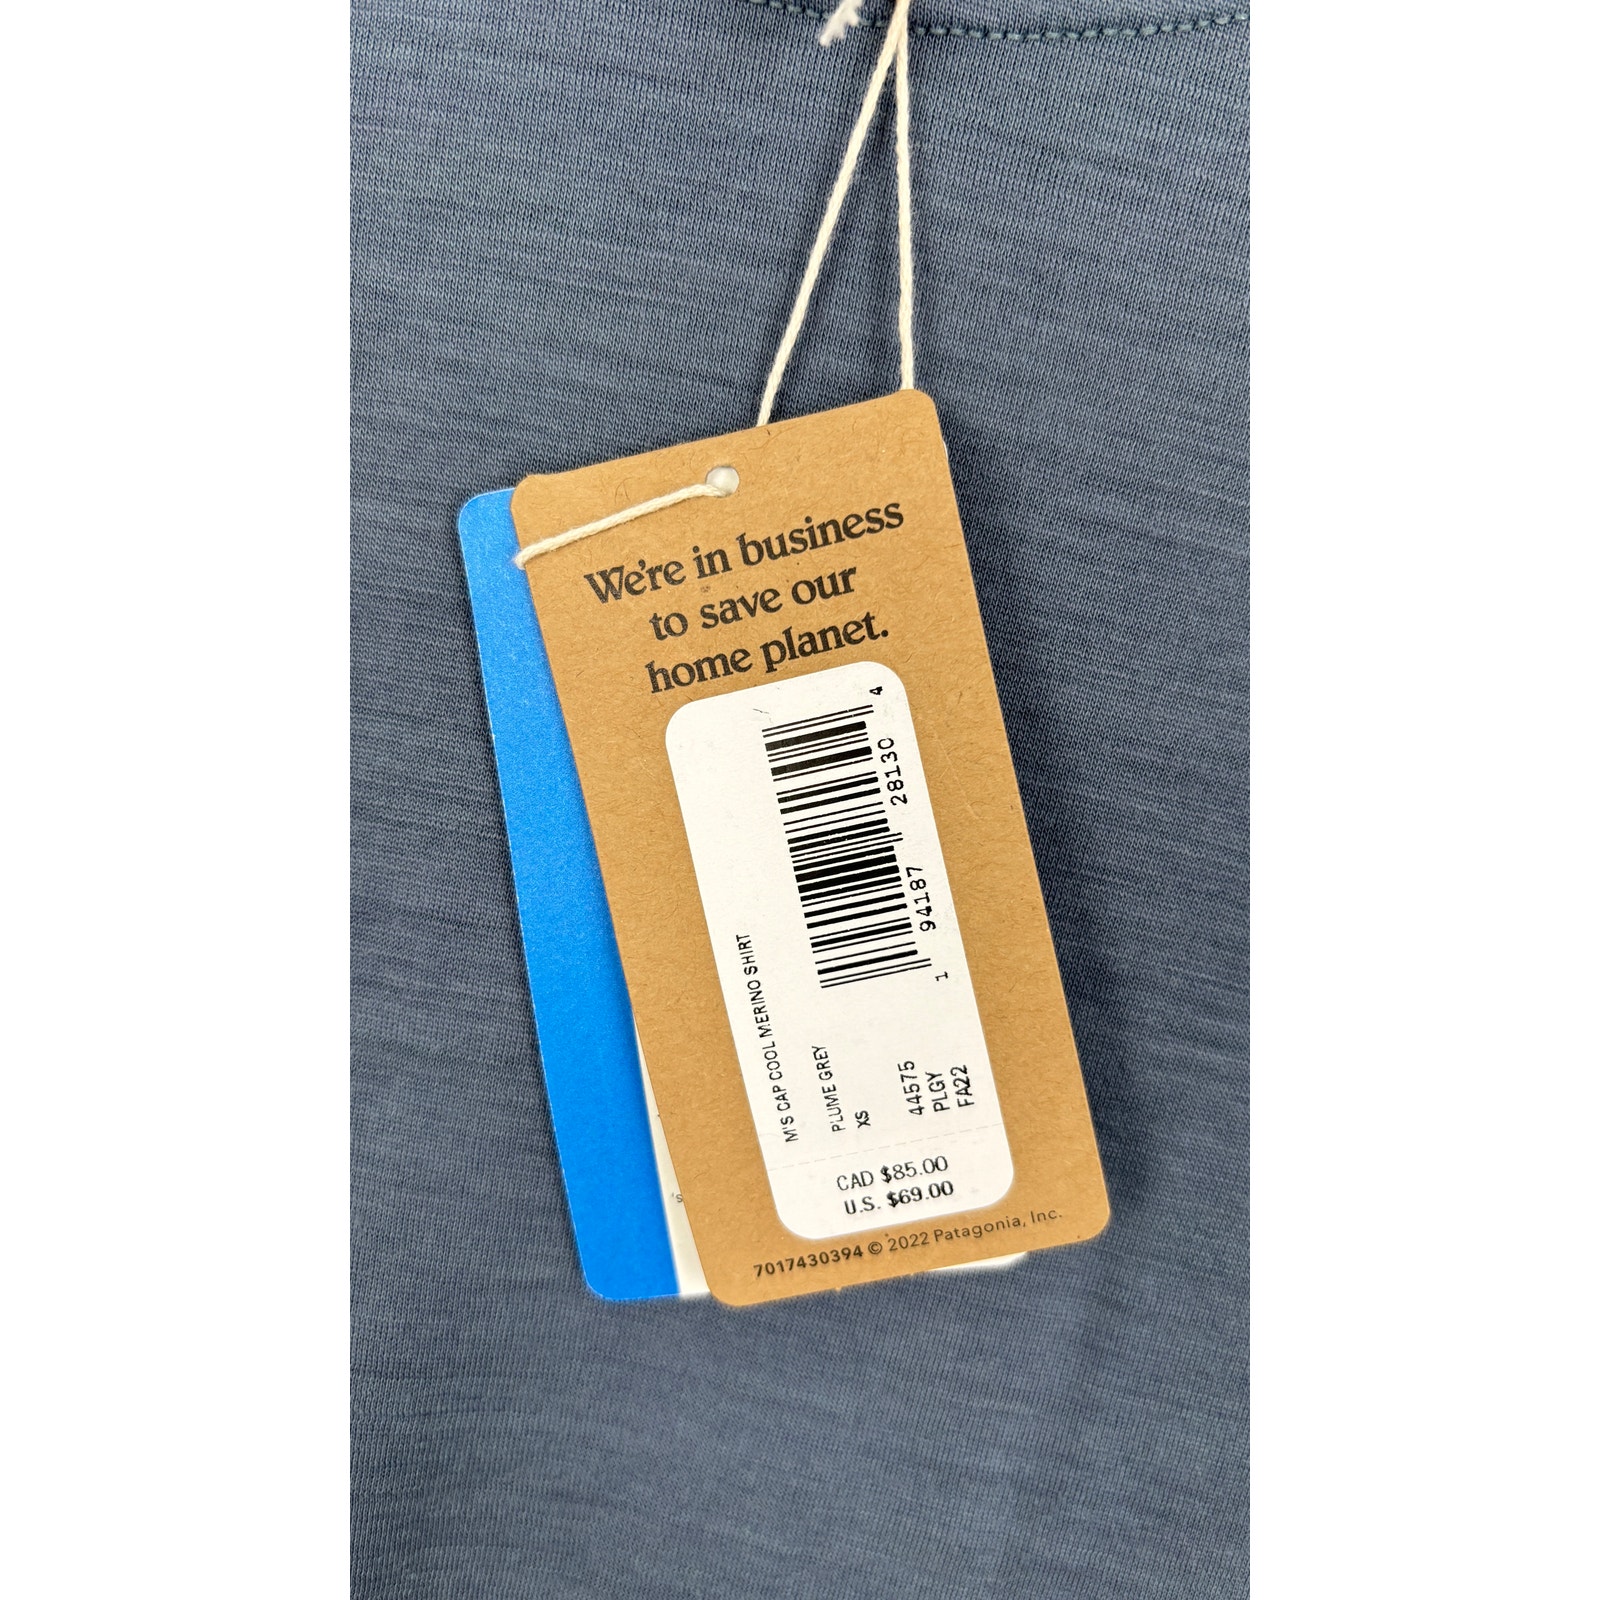 We're in business
to save our
home planet.
M'S CAP COOL MERINO SHIRT
PLUME GREY
XS
44575
PLGY
FA22
1 94187 28130 4
CAD $85.00
U.S. $69.00
7017430394 © 2022 Patagonia, Inc.
's